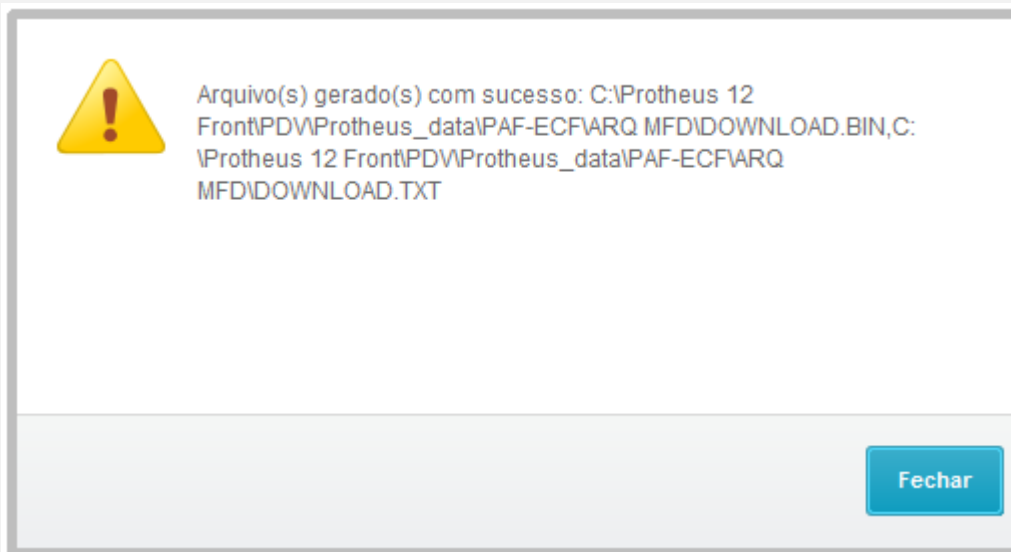 Arquivo(s) gerado(s) com sucesso: C:\Protheus 12
Front\PDV\Protheus_data\PAF-ECF\ARQ MFD\DOWNLOAD.BIN,C:
\Protheus 12 Front\PDV\Protheus_data\PAF-ECF\ARQ
MFD\DOWNLOAD.TXT
Fechar